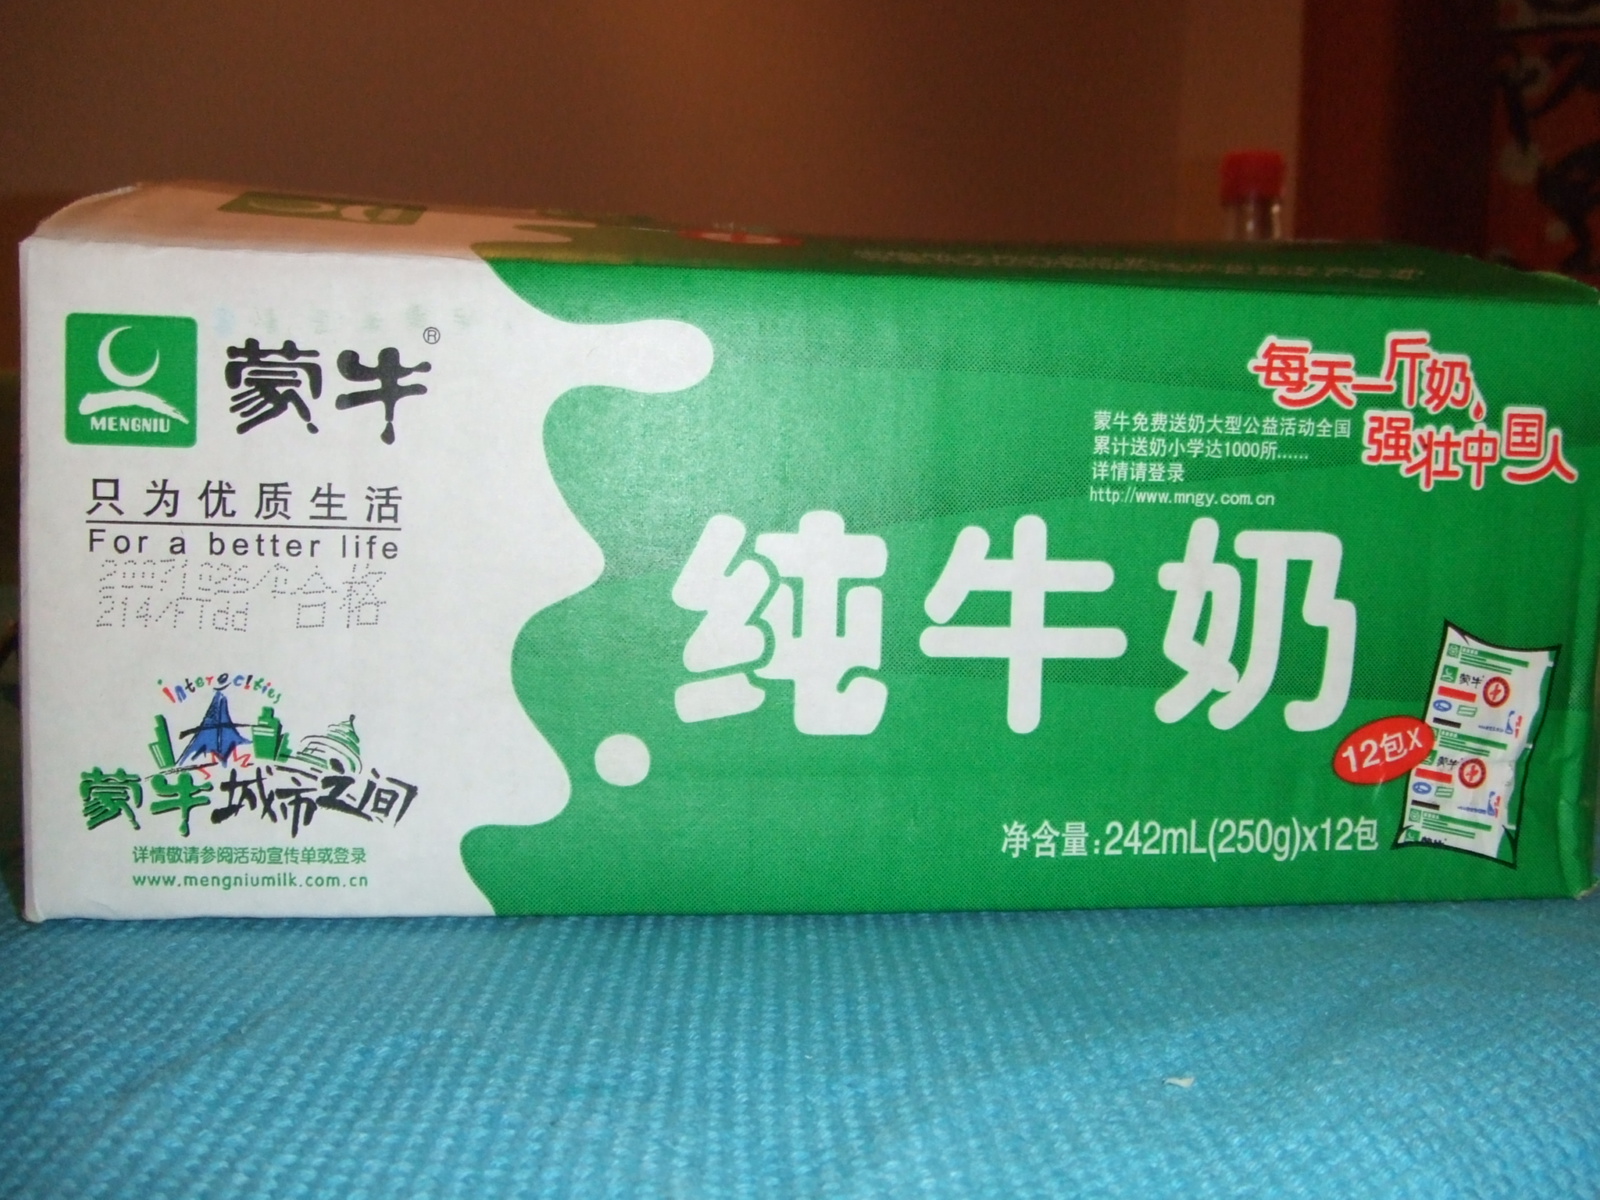 MENGNIU
蒙牛®
只为优质生活
For a better life
合格
intercities
蒙牛城市之间
详情敬请参阅活动宣传单或登录
www.mengniumilk.com.cn
每天一斤奶,
强壮中国人
蒙牛免费送奶大型公益活动全国
累计送奶小学达1000所......
详情请登录
http://www.mngy.com.cn
纯牛奶
12包X
蒙牛
蒙牛
净含量:242mL(250g)x12包